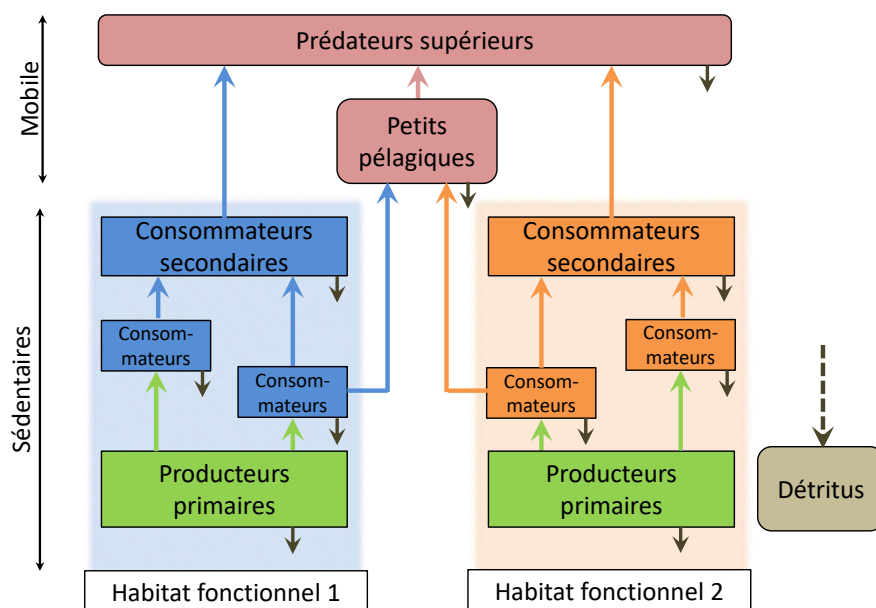 Mobile
Prédateurs supérieurs
Petits
pélagiques
Sédentaires
Consommateurs
secondaires
Consom-
mateurs
Consom-
mateurs
Producteurs
primaires
Habitat fonctionnel 1
Consommateurs
secondaires
Consom-
mateurs
Consom-
mateurs
Producteurs
primaires
Habitat fonctionnel 2
Détritus